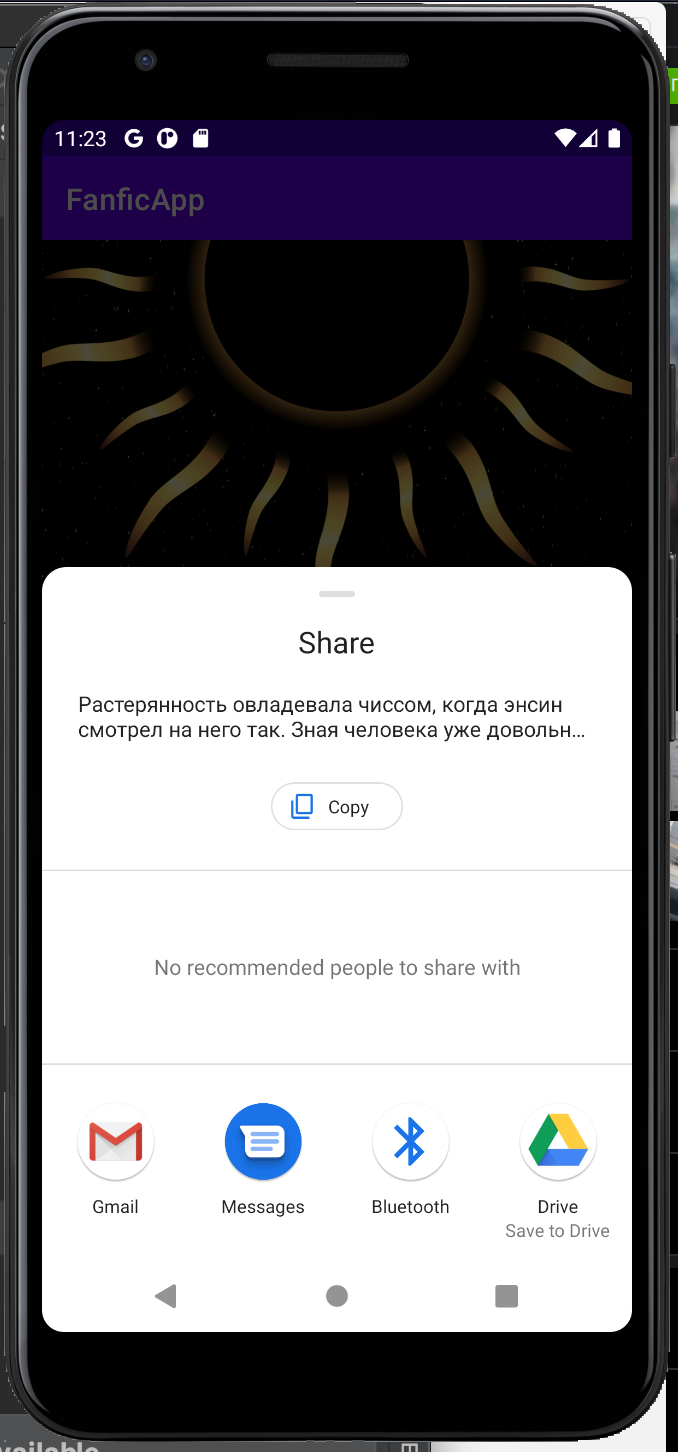 11:23
FanficApp
Share
Растерянность овладевала чиссом, когда энсин
смотрел на него так. Зная человека уже довольн...
Copy
No recommended people to share with
Gmail
Messages
Bluetooth
Drive
Save to Drive